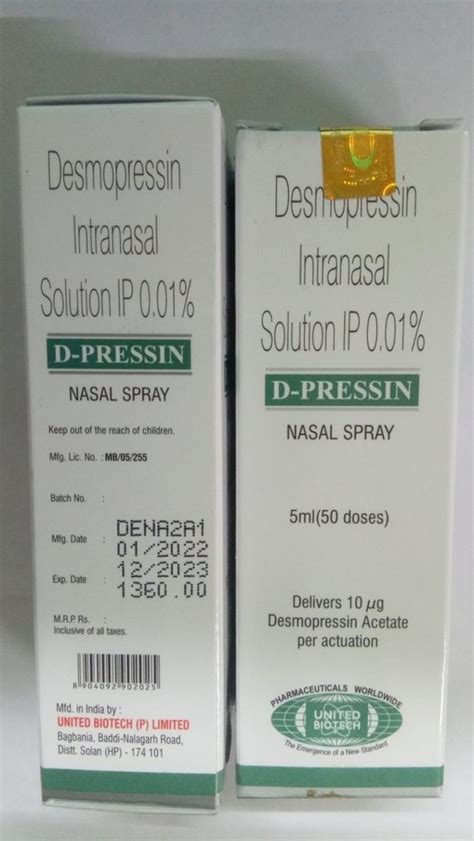 Desmopressin
Intranasal
Solution IP 0.01%
D-PRESSIN
NASAL SPRAY
Keep out of the reach of children.
Mfg. Lic. No. : MB/05/255
Batch No. :
DENA2A1
Mfg. Date : 01/2022
Exp. Date : 12/2023
1360.00
M.R.P. Rs. :
Inclusive of all taxes.
8 904092 902025
Mfd. in India by :
UNITED BIOTECH (P) LIMITED
Bagbania, Baddi-Nalagarh Road,
Distt. Solan (HP) - 174 101
Desmopressin
Intranasal
Solution IP 0.01%
D-PRESSIN
NASAL SPRAY
5ml(50 doses)
Delivers 10 µg
Desmopressin Acetate
per actuation
PHARMACEUTICALS WORLDWIDE
UNITED
BIOTECH
The Emergence of a New Standard